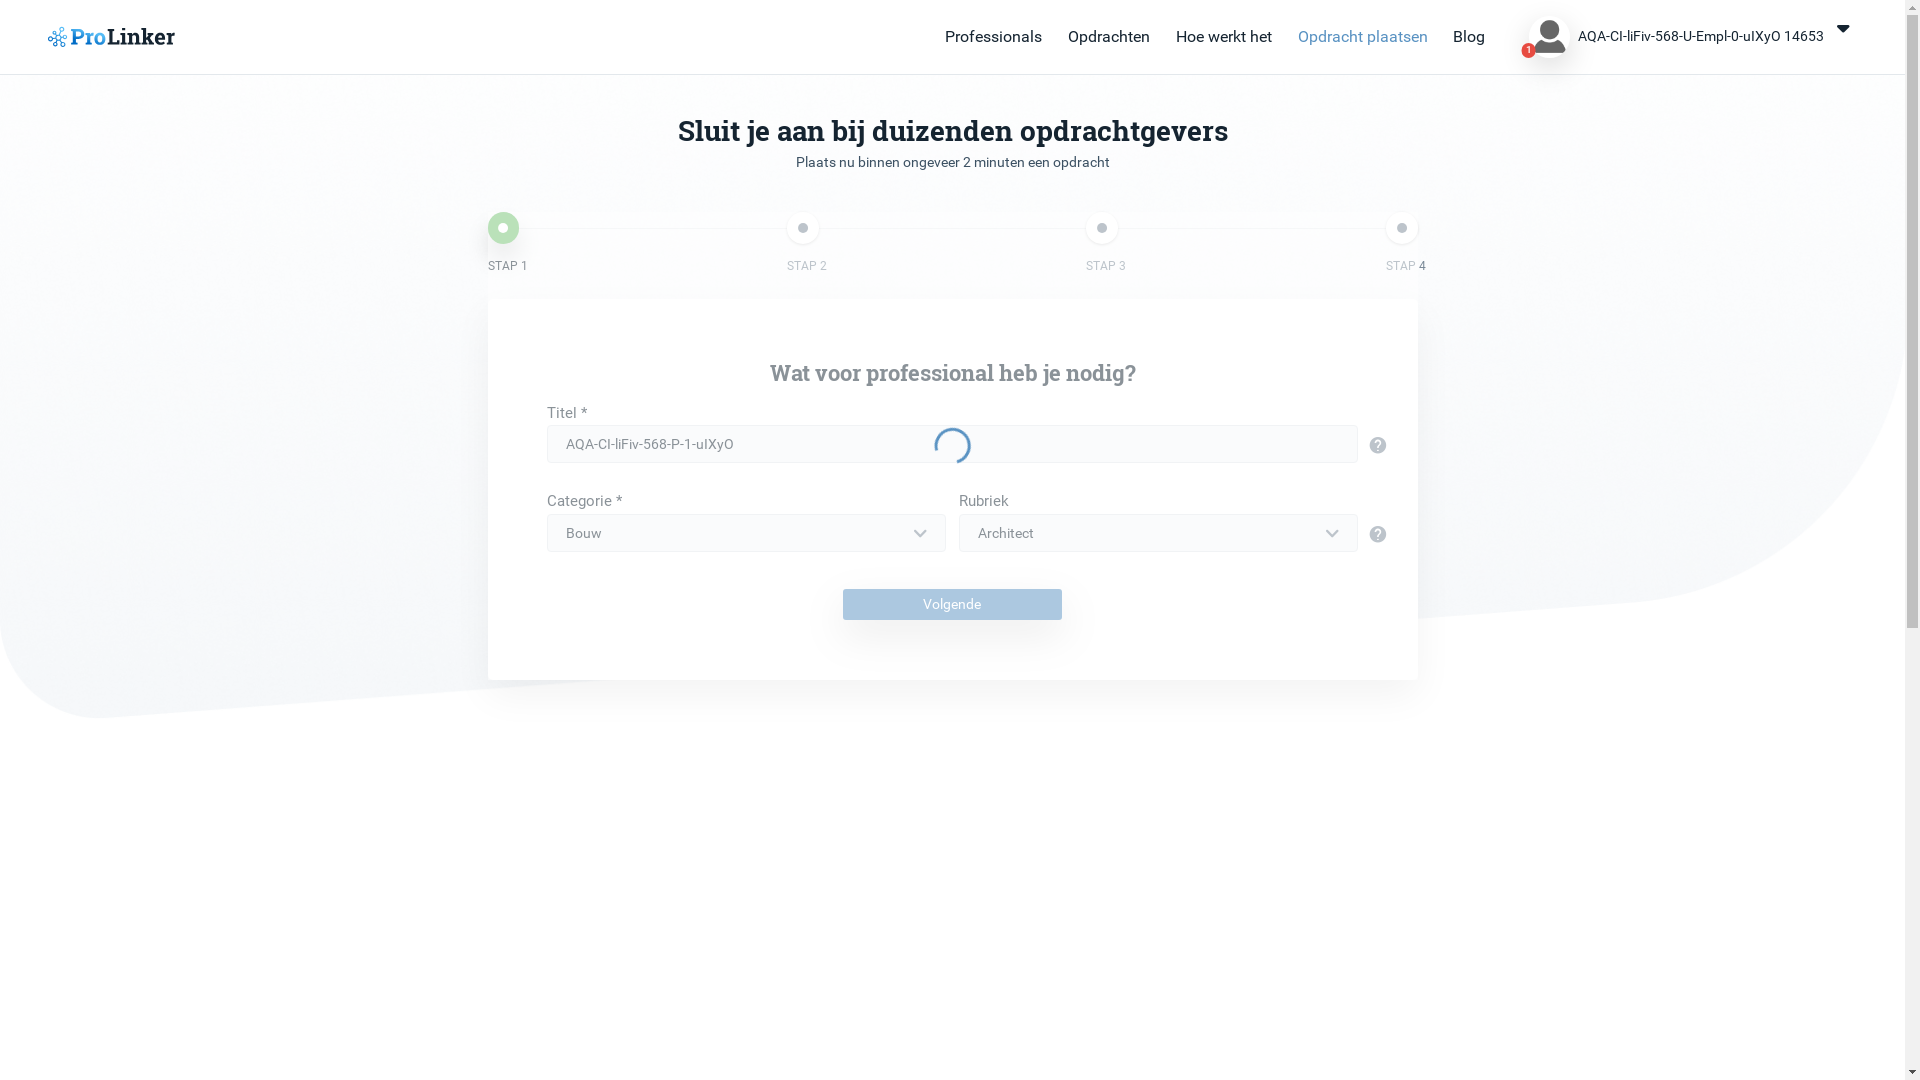 ProLinker
Professionals Opdrachten Hoe werkt het Opdracht plaatsen Blog
1
AQA-CI-liFiv-568-U-Empl-0-uIXyO 14653
Sluit je aan bij duizenden opdrachtgevers
Plaats nu binnen ongeveer 2 minuten een opdracht
STAP 1 STAP 2 STAP 3 STAP 4
Wat voor professional heb je nodig?
Titel *
AQA-CI-liFiv-568-P-1-uIXyO
?
Categorie * Rubriek
Bouw Architect
?
Volgende